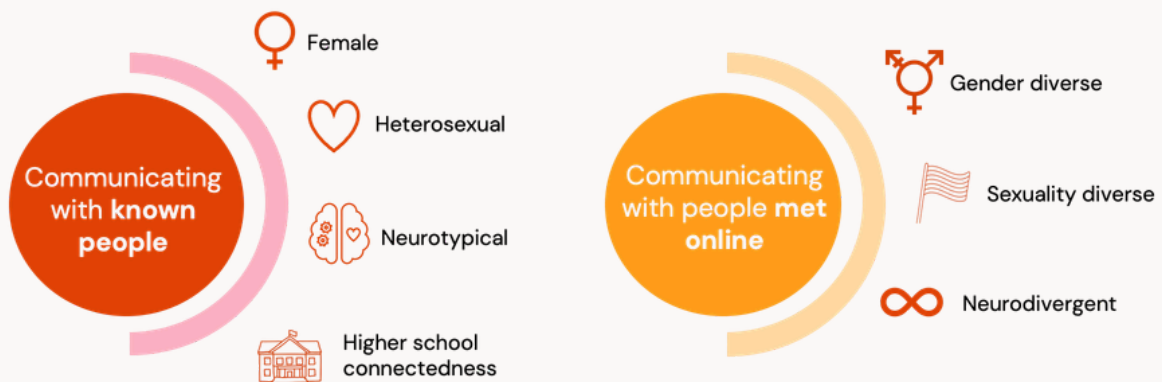 Communicating
with known
people
Female
Heterosexual
Neurotypical
Higher school
connectedness
Communicating
with people met
online
Gender diverse
Sexuality diverse
Neurodivergent